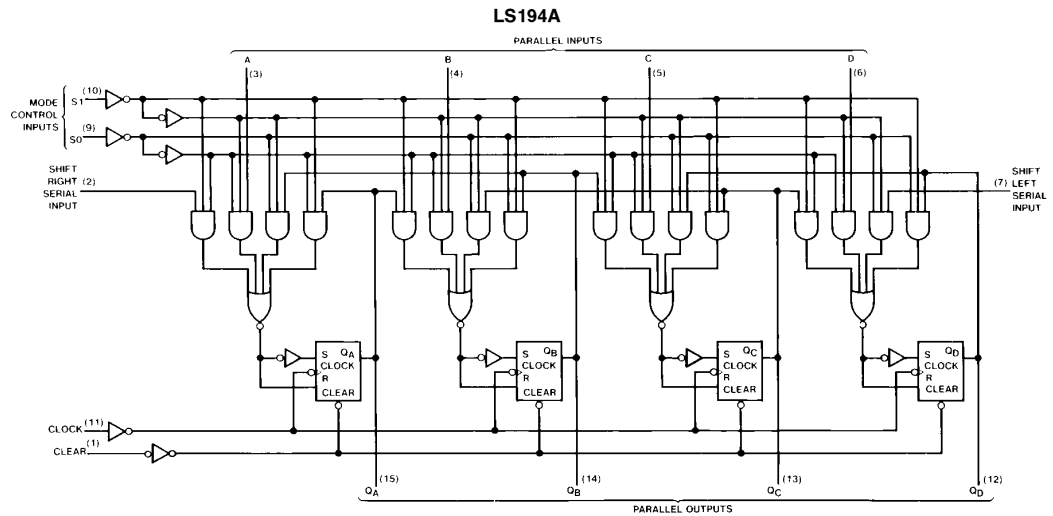 LS194A
PARALLEL INPUTS
A
B
C
D
(3)
(4)
(5)
(6)
MODE
CONTROL
INPUTS
S1
(10)
S0
(9)
SHIFT
RIGHT
SERIAL
INPUT
(2)
SHIFT
LEFT
SERIAL
INPUT
(7)
S
QA
CLOCK
R
CLEAR
S
QB
CLOCK
R
CLEAR
S
QC
CLOCK
R
CLEAR
S
QD
CLOCK
R
CLEAR
CLOCK
(11)
CLEAR
(1)
(15)
(14)
(13)
(12)
QA
QB
QC
QD
PARALLEL OUTPUTS